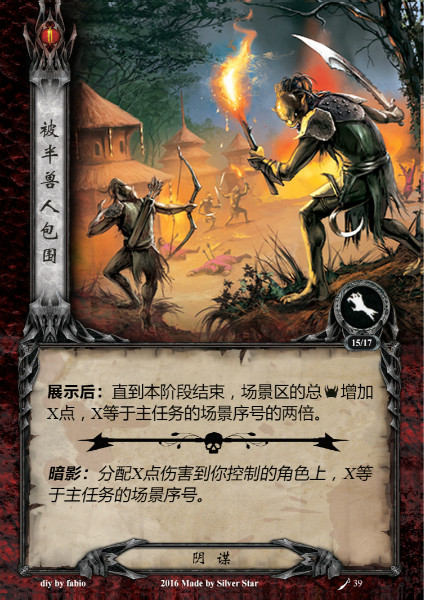 被半兽人包围
15/17
展示后：直到本阶段结束，场景区的总增加
X点，X等于主任务的场景序号的两倍。
暗影：分配X点伤害到你控制的角色上，X等
于主任务的场景序号。
阴谋
diy by fabio 2016 Made by Silver Star 39